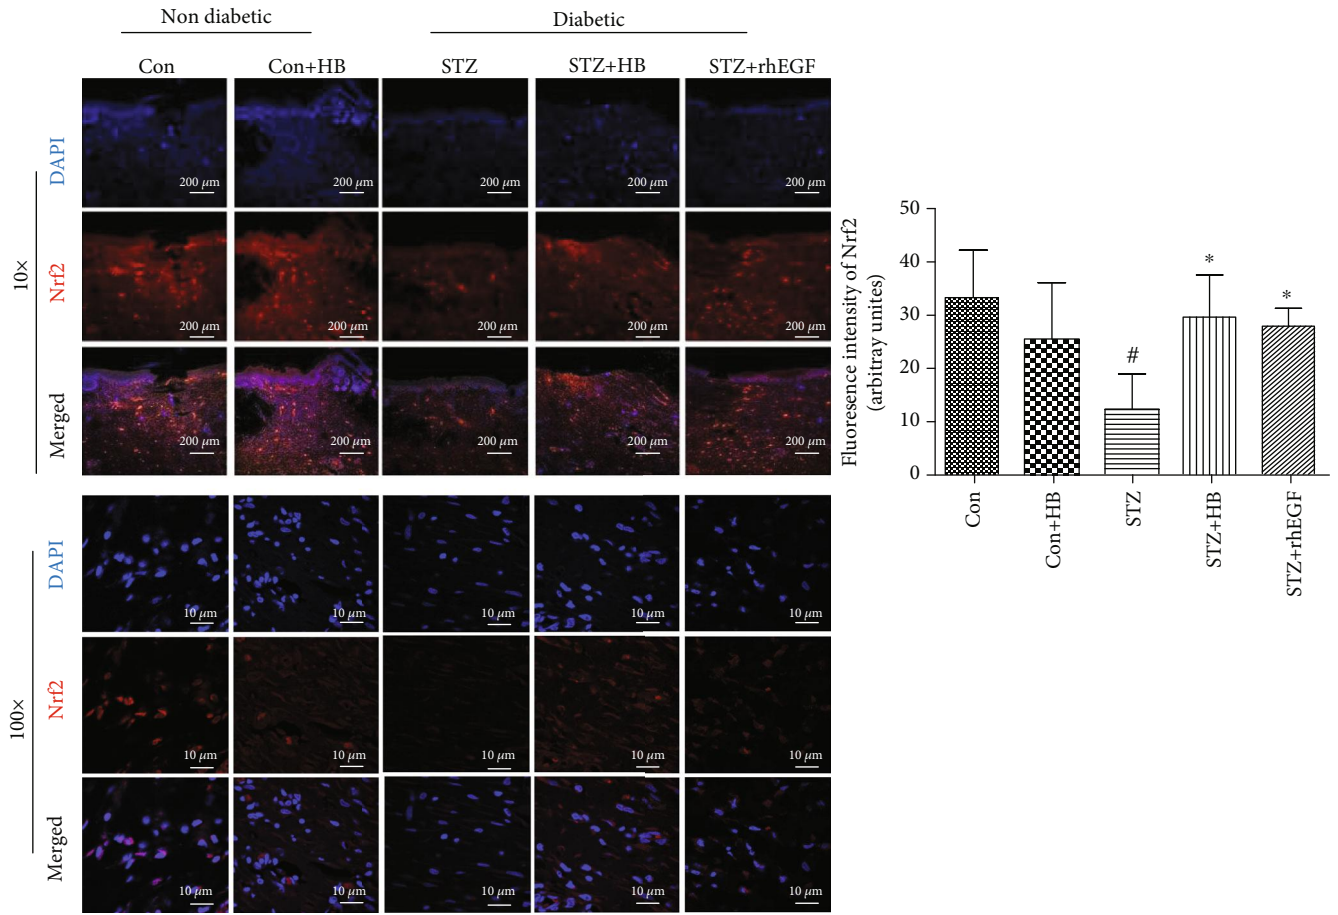 Non diabetic
Diabetic
Con
Con+HB
STZ
STZ+HB
STZ+rhEGF
10×
DAPI
200 µm
200 µm
200 µm
200 µm
200 µm
Nrf2
200 µm
200 µm
200 µm
200 µm
200 µm
Merged
200 µm
200 µm
200 µm
200 µm
200 µm
100×
DAPI
10 µm
10 µm
10 µm
10 µm
10 µm
Nrf2
10 µm
10 µm
10 µm
10 µm
10 µm
Merged
10 µm
10 µm
10 µm
10 µm
10 µm
Fluoresence intensity of Nrf2
(arbitray unites)
50
40
30
20
10
0
#
*
*
Con
Con+HB
STZ
STZ+HB
STZ+rhEGF